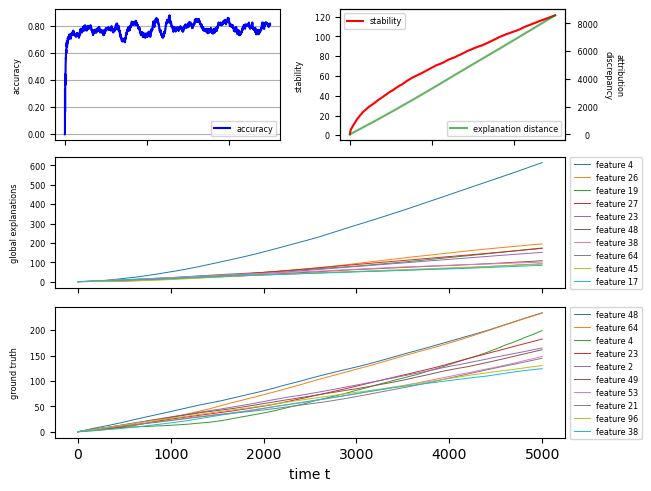 0.80
0.60
0.40
0.20
0.00
accuracy
accuracy
120
100
80
60
40
20
0
stability
stability
explanation distance
8000
6000
4000
2000
0
attribution
discrepancy
600
500
400
300
200
100
0
global explanations
feature 4
feature 26
feature 19
feature 27
feature 23
feature 48
feature 38
feature 64
feature 45
feature 17
200
150
100
50
0
ground truth
feature 48
feature 64
feature 4
feature 23
feature 2
feature 49
feature 53
feature 21
feature 96
feature 38
0 1000 2000 3000 4000 5000
time t